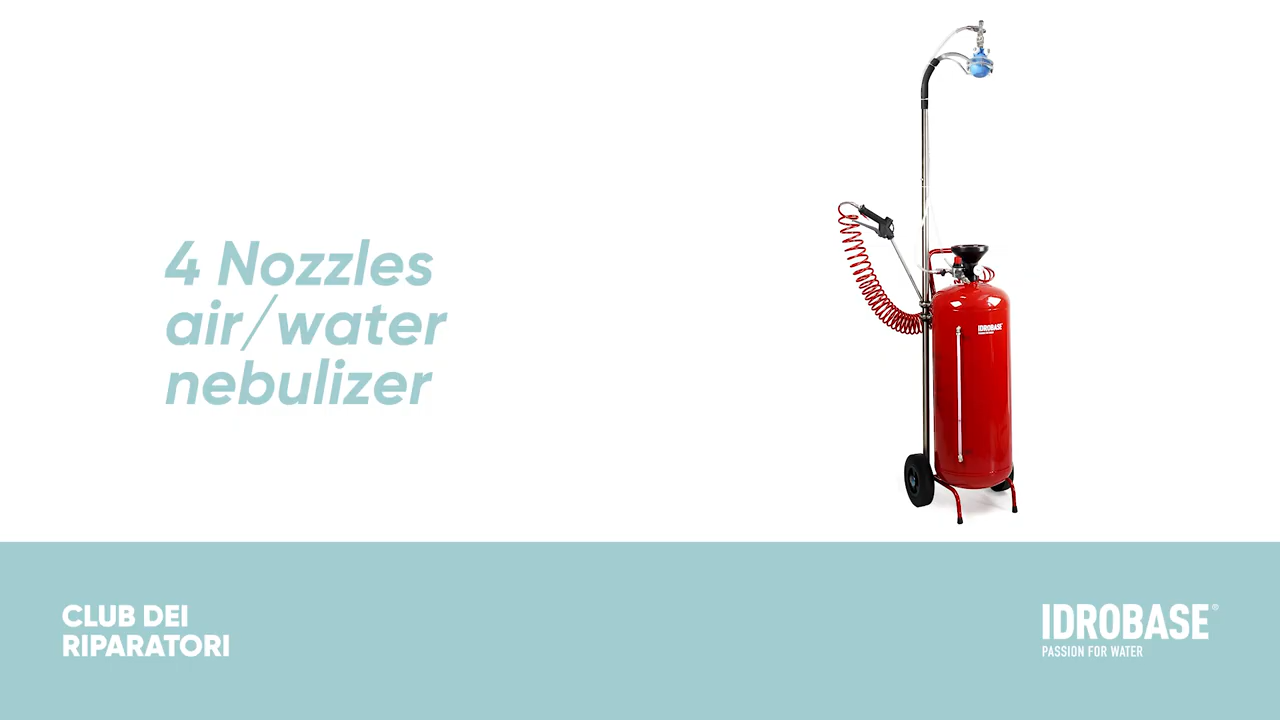 4 Nozzles
air/water
nebulizer
IDROBASE
CLUB DEI
RIPARATORI
IDROBASE®
PASSION FOR WATER